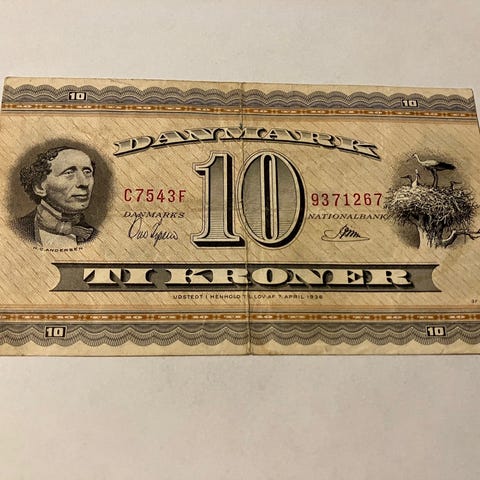 10 10
DANMARK
C7543F 10 9371267
DANMARKS NATIONALBANK
H.C. ANDERSEN
TI KRONER
UDSTEDT I HENHOLD TIL LOV AF 7. APRIL 1936
10 10